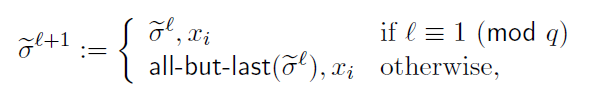 σ̃^{ℓ+1} := { σ̃^ℓ, x_i if ℓ ≡ 1 (mod q)
all-but-last(σ̃^ℓ), x_i otherwise,